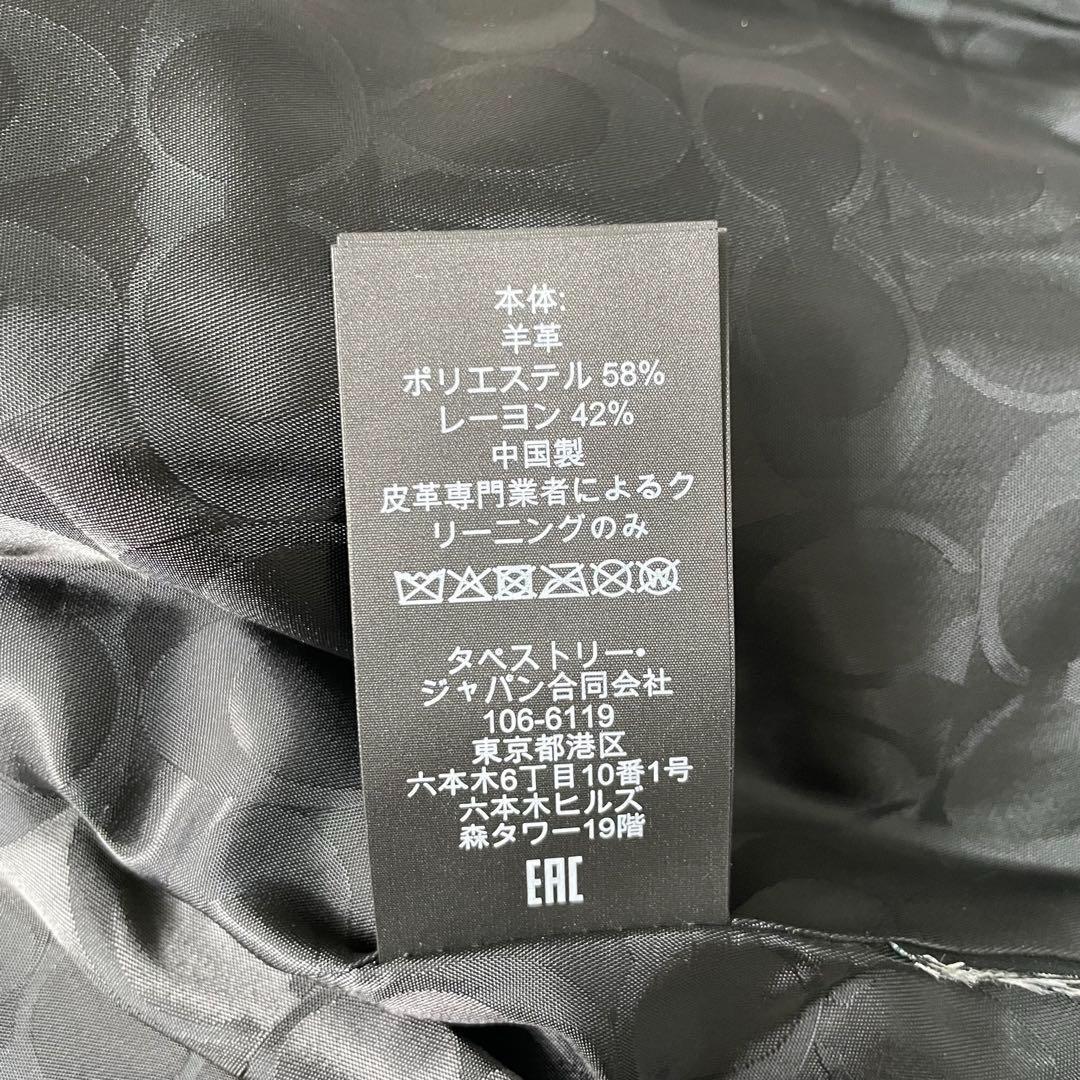 本体:
羊革
ポリエステル 58%
レーヨン 42%
中国製
皮革専門業者によるク
リーニングのみ
W
タペストリー•
ジャパン合同会社
106-6119
東京都港区
六本木6丁目10番1号
六本木ヒルズ
森タワー19階
EAC